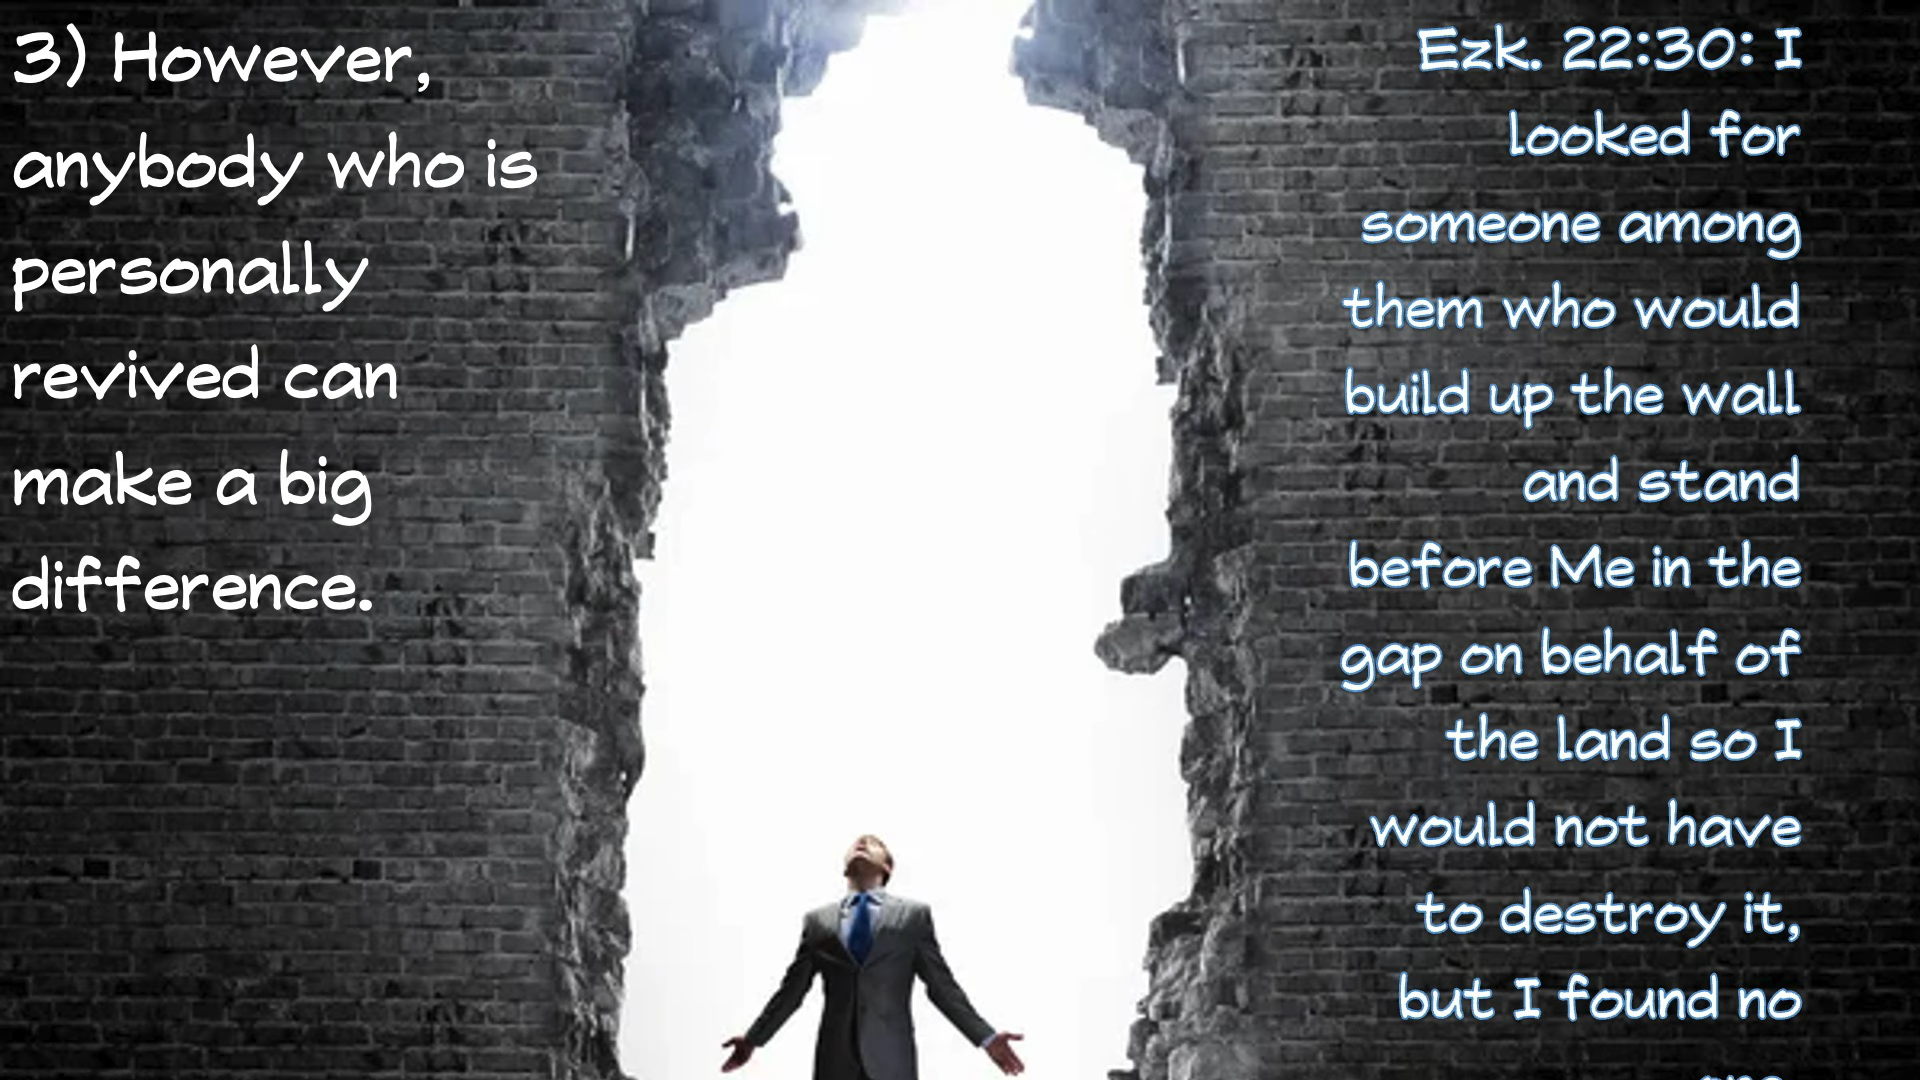 3) However,
anybody who is
personally
revived can
make a big
difference.
Ezk. 22:30: I
looked for
someone among
them who would
build up the wall
and stand
before Me in the
gap on behalf of
the land so I
would not have
to destroy it,
but I found no